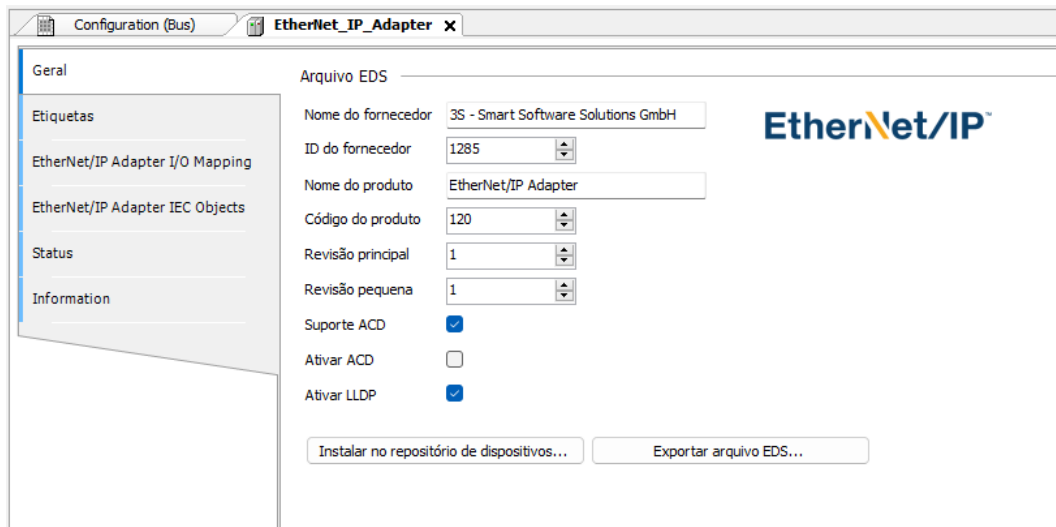 Configuration (Bus)
EtherNet_IP_Adapter X
Geral
Etiquetas
EtherNet/IP Adapter I/O Mapping
EtherNet/IP Adapter IEC Objects
Status
Information
Arquivo EDS
Nome do fornecedor 3S - Smart Software Solutions GmbH
ID do fornecedor 1285
Nome do produto EtherNet/IP Adapter
Código do produto 120
Revisão principal 1
Revisão pequena 1
Suporte ACD
Ativar ACD
Ativar LLDP
Instalar no repositório de dispositivos...
Exportar arquivo EDS...
EtherNet/IP™